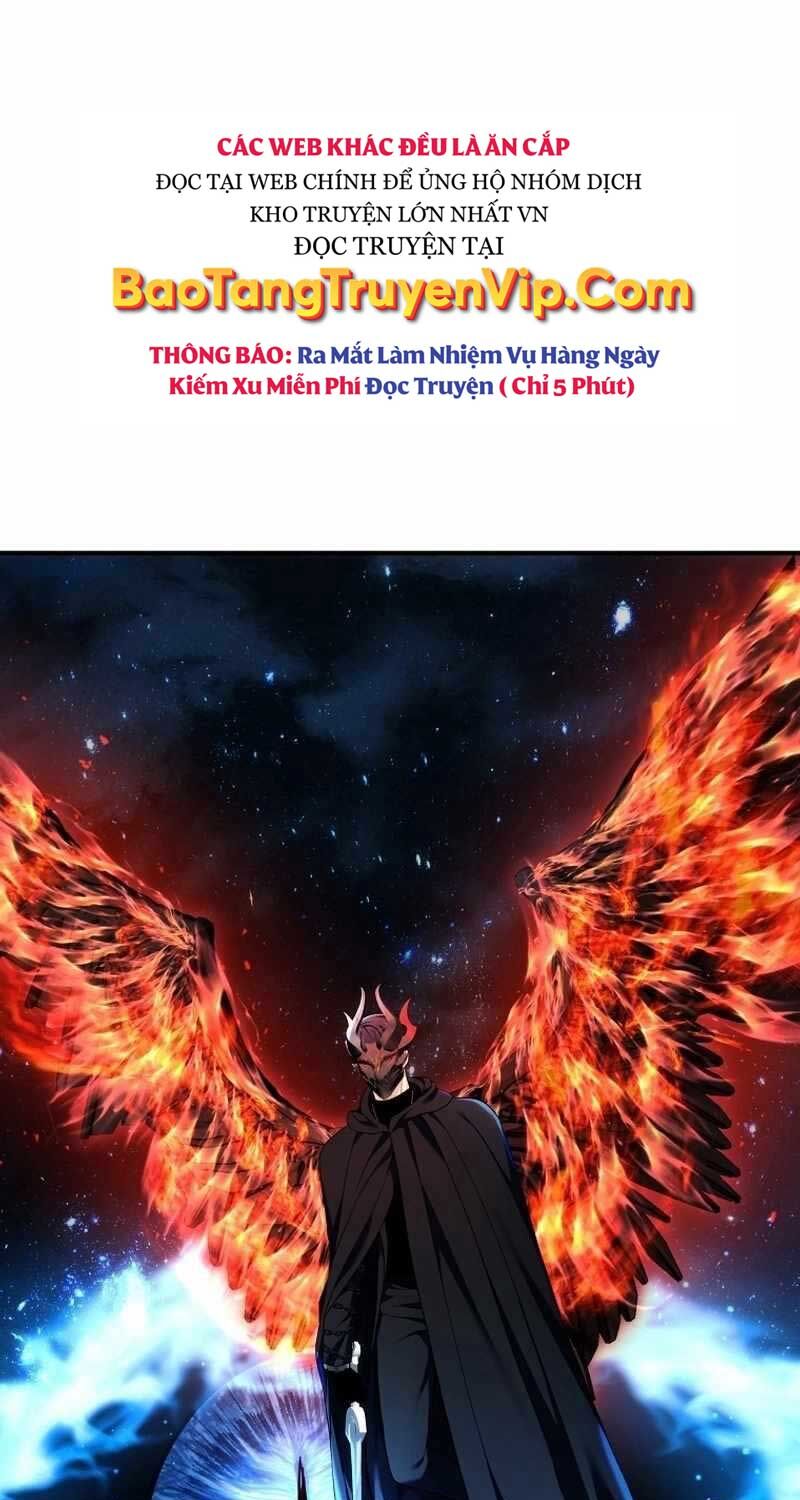 CÁC WEB KHÁC ĐỀU LÀ ĂN CẮP
ĐỌC TẠI WEB CHÍNH ĐỂ ỦNG HỘ NHÓM DỊCH
KHO TRUYỆN LỚN NHẤT VN
ĐỌC TRUYỆN TẠI
BaoTangTruyenVip.Com
THÔNG BÁO: Ra Mắt Làm Nhiệm Vụ Hàng Ngày
Kiếm Xu Miễn Phí Đọc Truyện ( Chỉ 5 Phút)